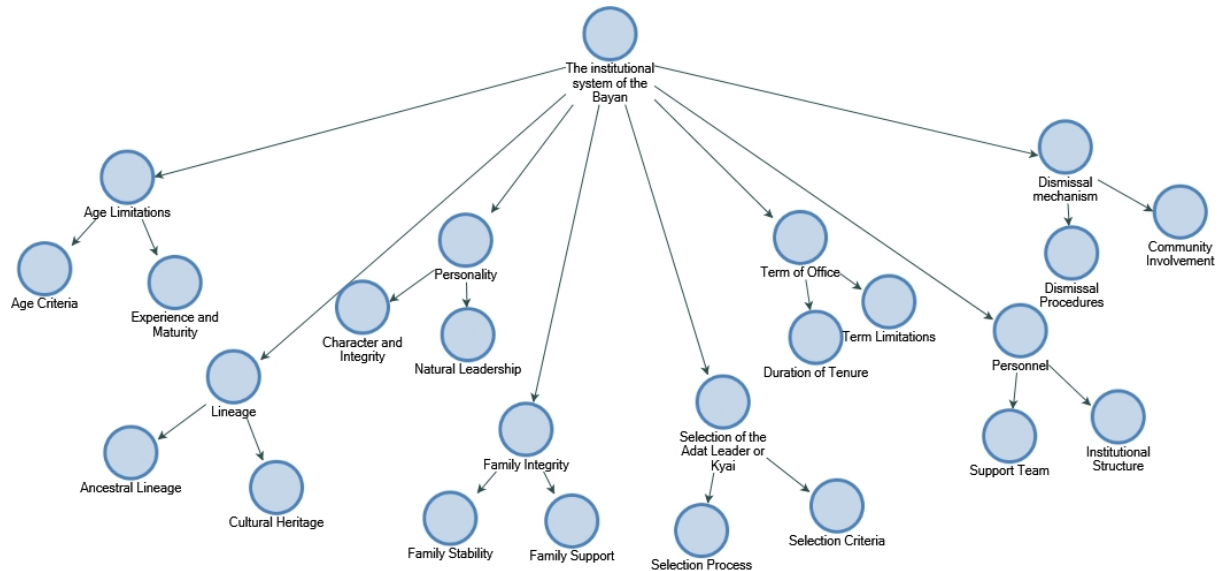 The institutional
system of the
Bayan
Age Limitations
Age Criteria
Experience and
Maturity
Lineage
Ancestral Lineage
Cultural Heritage
Personality
Character and
Integrity
Natural Leadership
Family Integrity
Family Stability
Family Support
Selection of the
Adat Leader or
Kyai
Selection Process
Selection Criteria
Term of Office
Duration of Tenure
Term Limitations
Personnel
Support Team
Institutional
Structure
Dismissal
mechanism
Dismissal
Procedures
Community
Involvement